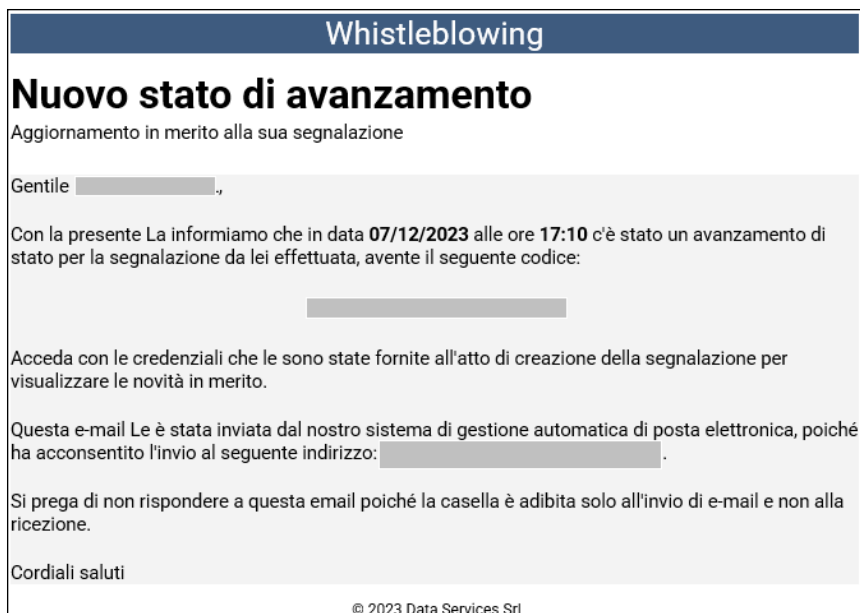 Whistleblowing
Nuovo stato di avanzamento
Aggiornamento in merito alla sua segnalazione
Gentile .,
Con la presente La informiamo che in data 07/12/2023 alle ore 17:10 c'è stato un avanzamento di
stato per la segnalazione da lei effettuata, avente il seguente codice:
Acceda con le credenziali che le sono state fornite all'atto di creazione della segnalazione per
visualizzare le novità in merito.
Questa e-mail Le è stata inviata dal nostro sistema di gestione automatica di posta elettronica, poiché
ha acconsentito l'invio al seguente indirizzo: .
Si prega di non rispondere a questa email poiché la casella è adibita solo all'invio di e-mail e non alla
ricezione.
Cordiali saluti
© 2023 Data Services Srl